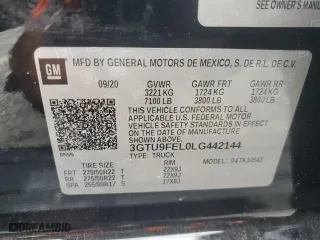 SEE OWNER'S MANUAL
GM
MFD BY GENERAL MOTORS DE MEXICO, S. DE R.L. DE C.V.
09/20 GVWR GAWR FRT GAWR RR
3221 KG 1724 KG 1724 KG
7100 LB 3800 LB 3800 LB
THIS VEHICLE CONFORMS TO ALL APPLICABLE U.S.
FEDERAL MOTOR VEHICLE SAFETY
STANDARDS IN EFFECT ON THE DATE OF
MANUFACTURE SHOWN ABOVE.
3GTU9FEL0LG442144
TYPE: TRUCK
MODEL:
TIRE SIZE SPEED RTG RIM
FRT 275/50R22 T 22X9J
RR 275/50R22 T 22X9J
SPA 255/80R17 S 17X8J